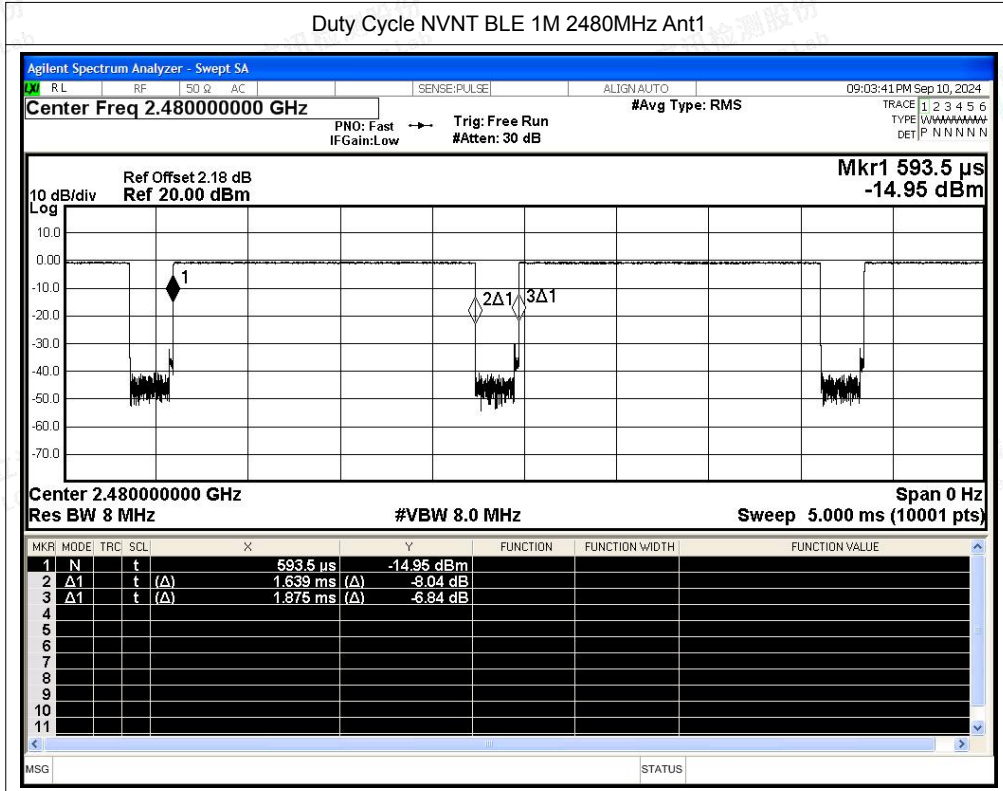 Duty Cycle NVNT BLE 1M 2480MHz Ant1
Agilent Spectrum Analyzer - Swept SA
LXI RL RF 50 Ω AC SENSE:PULSE ALIGN AUTO 09:03:41 PM Sep 10, 2024
Center Freq 2.480000000 GHz #Avg Type: RMS TRACE 1 2 3 4 5 6
PNO: Fast Trig: Free Run TYPE WWWWWW
IFGain:Low #Atten: 30 dB DET P N N N N N
Mkr1 593.5 µs
Ref Offset 2.18 dB
10 dB/div Ref 20.00 dBm -14.95 dBm
Log
10.0
0.00
1
-10.0
2Δ1 3Δ1
-20.0
-30.0
-40.0
-50.0
-60.0
-70.0
Center 2.480000000 GHz Span 0 Hz
Res BW 8 MHz #VBW 8.0 MHz Sweep 5.000 ms (10001 pts)
MKR MODE TRC SCL X Y FUNCTION FUNCTION WIDTH FUNCTION VALUE
1 N t 593.5 µs -14.95 dBm
2 Δ1 t (Δ) 1.639 ms (Δ) -8.04 dB
3 Δ1 t (Δ) 1.875 ms (Δ) -6.84 dB
4
5
6
7
8
9
10
11
MSG STATUS